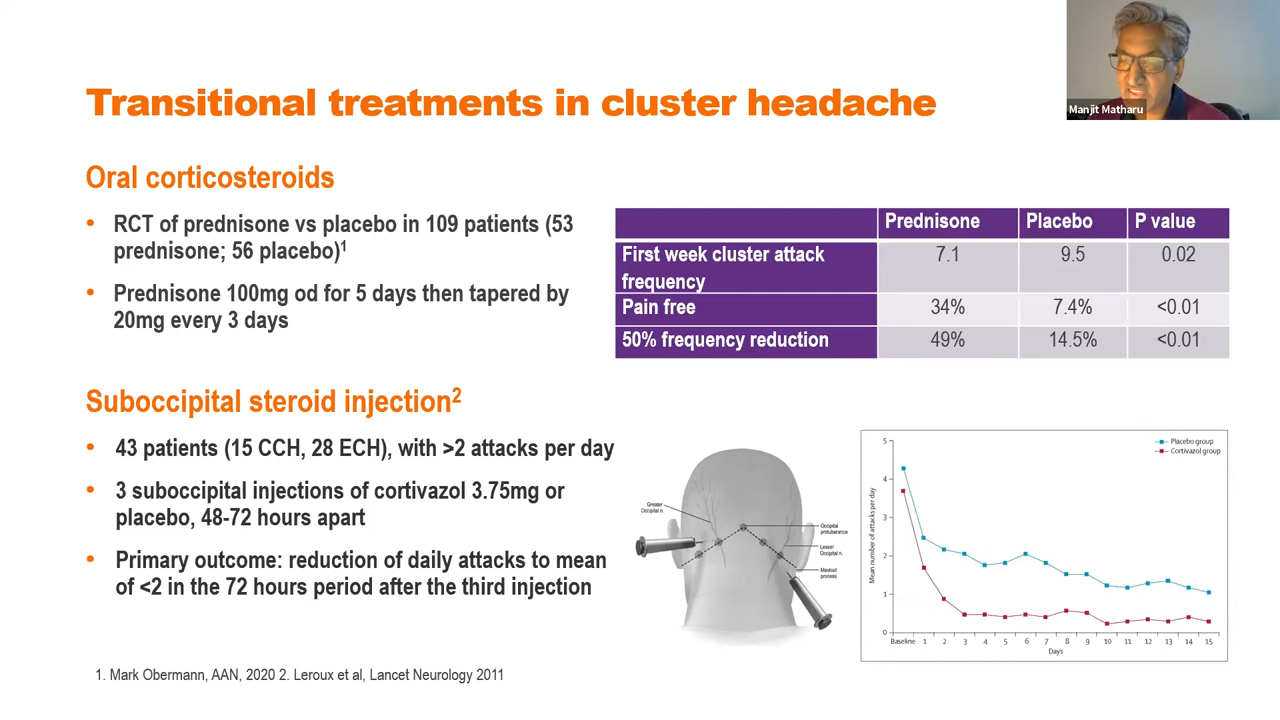 Manjit Matharu
Transitional treatments in cluster headache
Oral corticosteroids
• RCT of prednisone vs placebo in 109 patients (53
prednisone; 56 placebo)1
• Prednisone 100mg od for 5 days then tapered by
20mg every 3 days
Prednisone Placebo P value
First week cluster attack
frequency 7.1 9.5 0.02
Pain free 34% 7.4% <0.01
50% frequency reduction 49% 14.5% <0.01
Suboccipital steroid injection2
• 43 patients (15 CCH, 28 ECH), with >2 attacks per day
• 3 suboccipital injections of cortivazol 3.75mg or
placebo, 48-72 hours apart
• Primary outcome: reduction of daily attacks to mean
of <2 in the 72 hours period after the third injection
Greater
Occipital n.
Occipital
protuberance
Lesser
Occipital n.
Mastoid
process
Placebo group
Cortivazol group
Mean number of attacks per day
5
4
3
2
1
0
Baseline 1 2 3 4 5 6 7 8 9 10 11 12 13 14 15
Days
1. Mark Obermann, AAN, 2020 2. Leroux et al, Lancet Neurology 2011